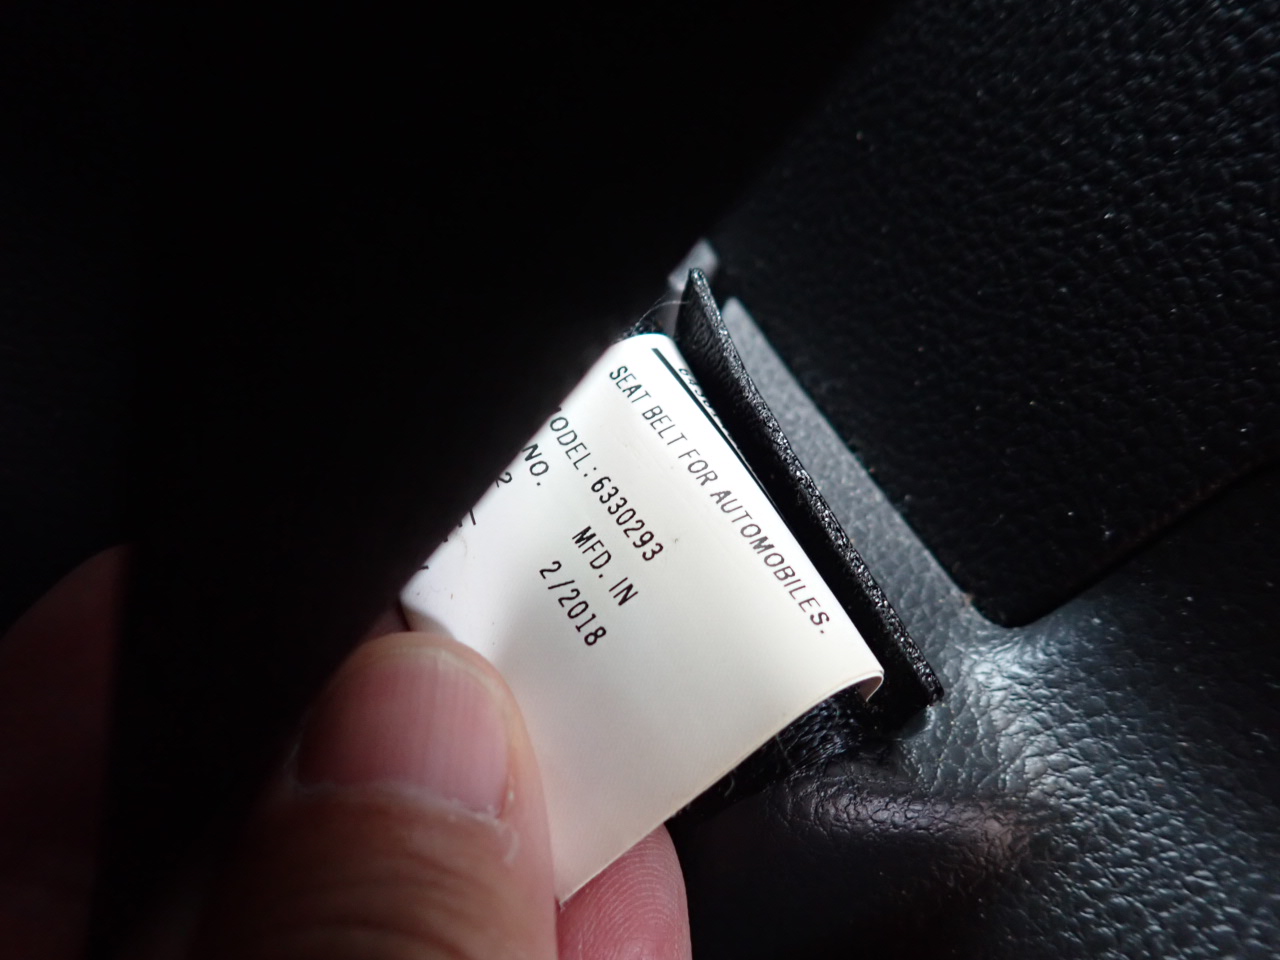 SEAT BELT FOR AUTOMOBILES.
ODEL: 6330293
NO.
MFD. IN
2/2018